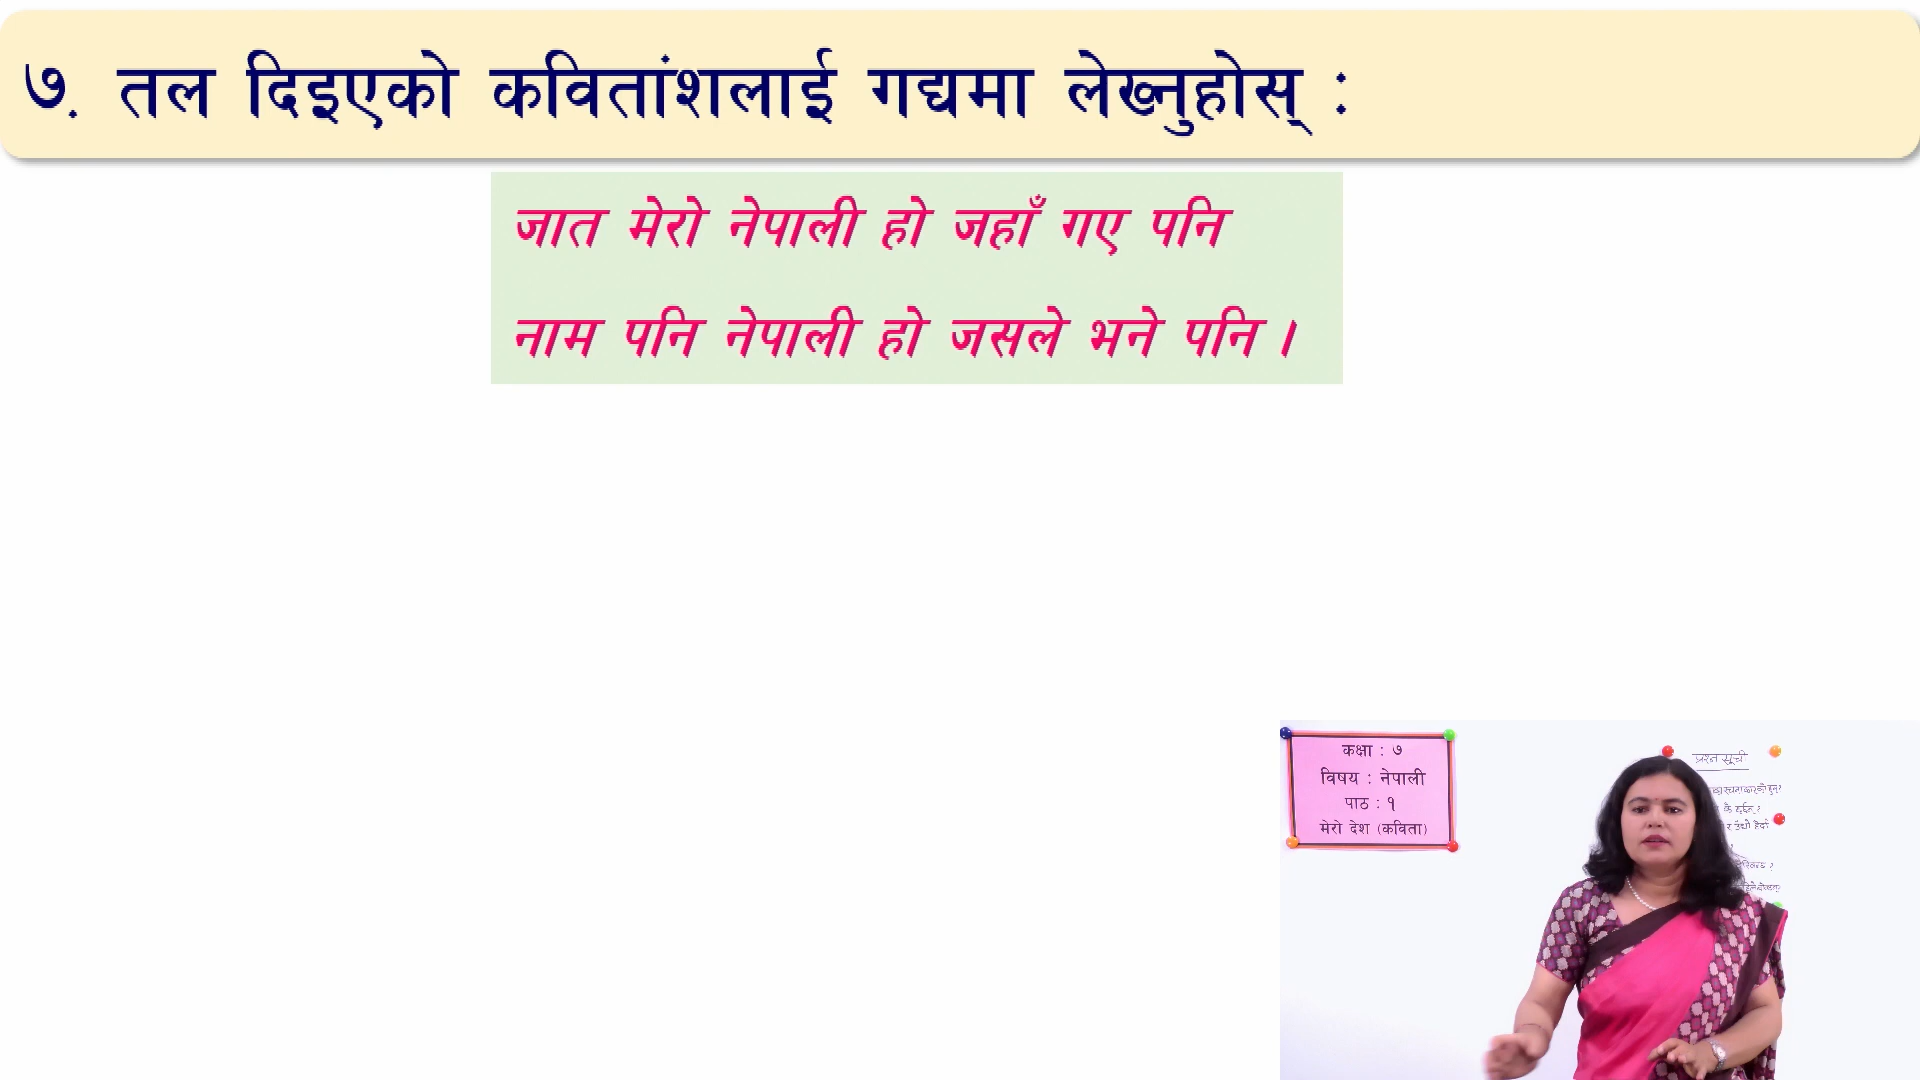 ७. तल दिइएको कवितांशलाई गद्यमा लेख्नुहोस् :
जात मेरो नेपाली हो जहाँ गए पनि
नाम पनि नेपाली हो जसले भने पनि ।
कक्षा : ७
विषय : नेपाली
पाठ : १
मेरो देश (कविता)
प्रश्न सूची